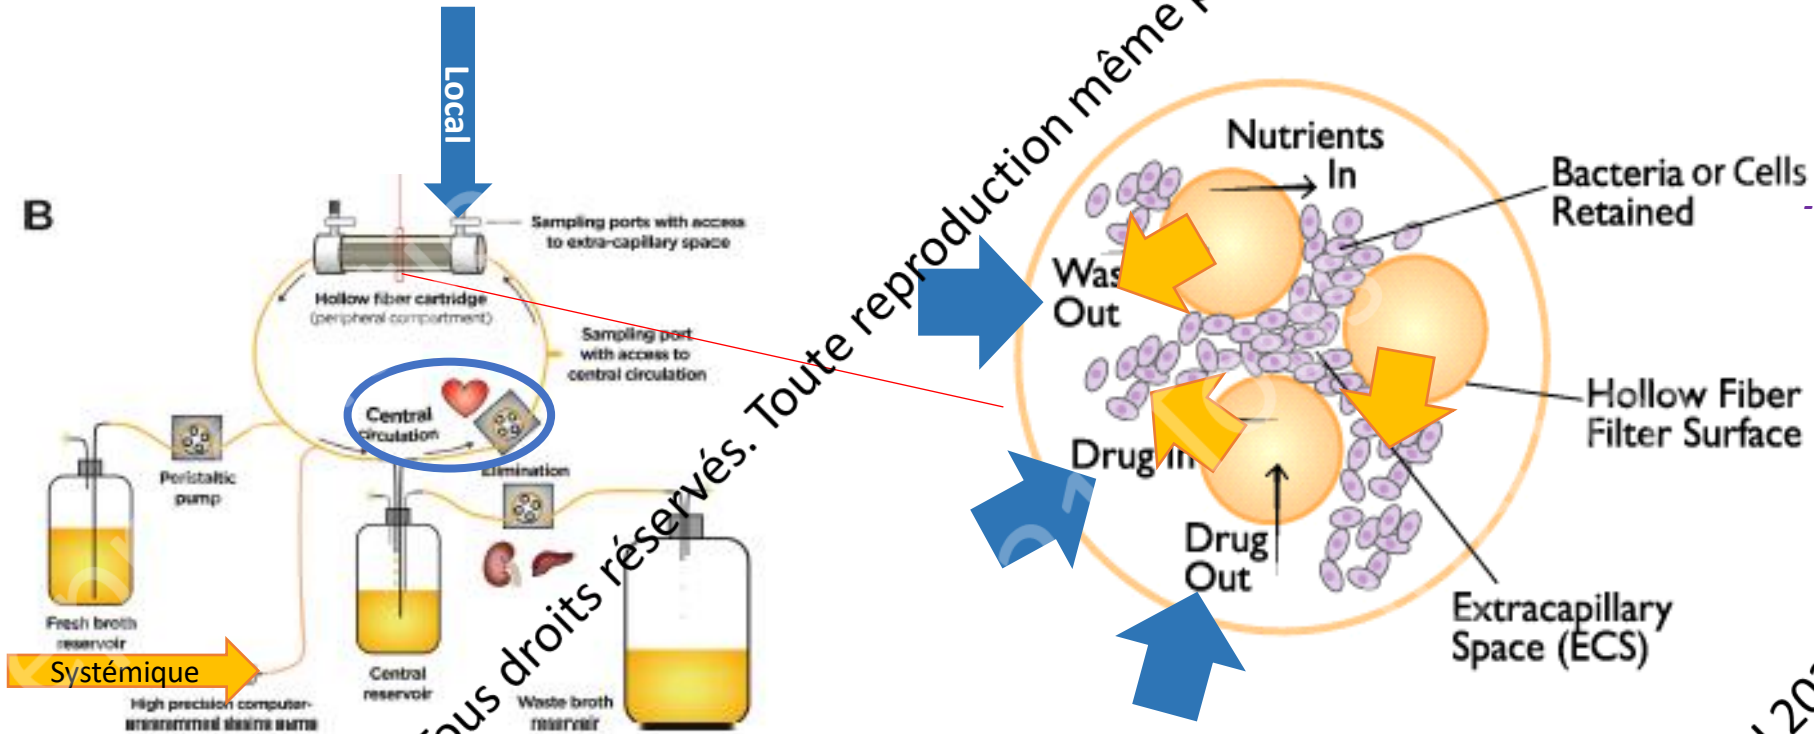 Local
B
Sampling ports with access
to extra-capillary space
Hollow fiber cartridge
(peripheral compartment)
Sampling port
with access to
central circulation
Central
circulation
Elimination
Peristaltic
pump
Fresh broth
reservoir
Systémique
High precision computer-
Central
reservoir
Waste broth
reservoir
Tous droits réservés. Toute reproduction même
Nutrients
In
Bacteria or Cells
Retained
Out
Hollow Fiber
Filter Surface
Drug In
Drug
Out
Extracapillary
Space (ECS)